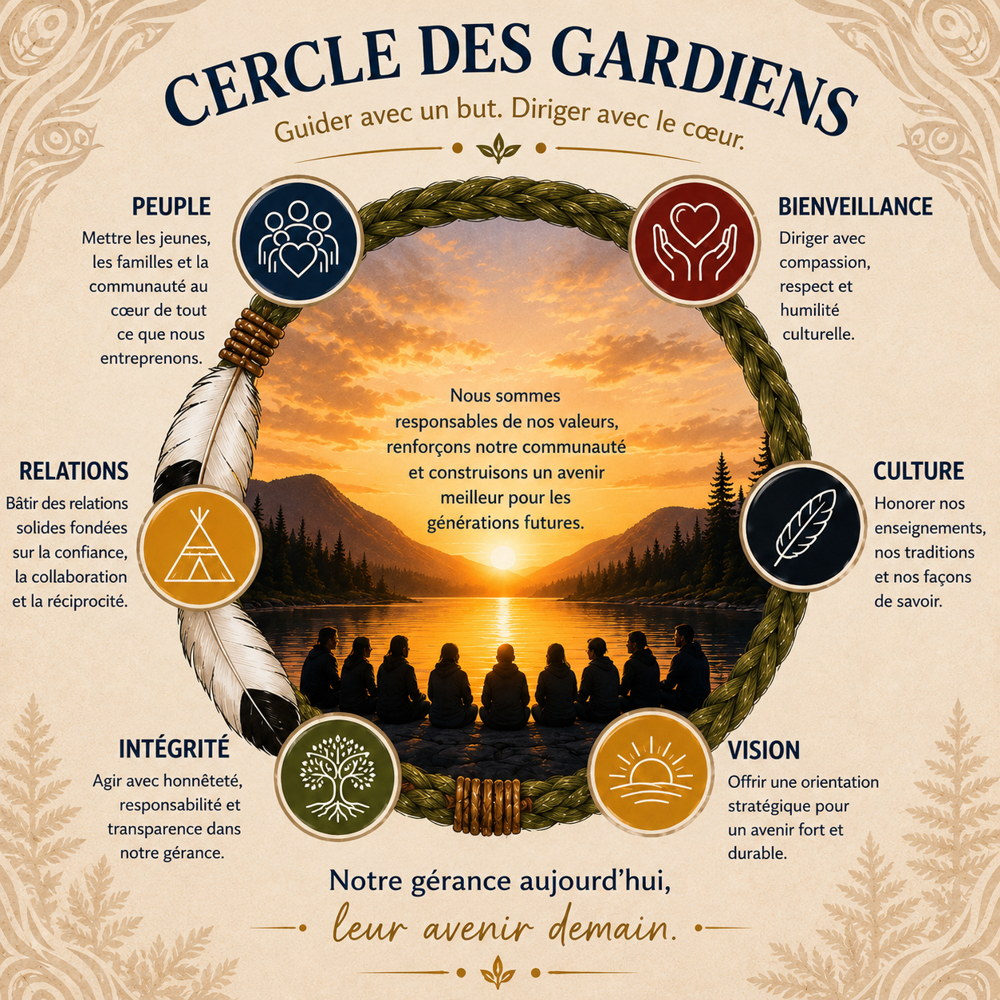 CERCLE DES GARDIENS
Guider avec un but. Diriger avec le cœur.
PEUPLE
Mettre les jeunes,
les familles et la
communauté au
cœur de tout
ce que nous
entreprenons.
BIENVEILLANCE
Diriger avec
compassion,
respect et
humilité
culturelle.
Nous sommes
responsables de nos valeurs,
renforçons notre communauté
et construisons un avenir
meilleur pour les
générations futures.
RELATIONS
Bâtir des relations
solides fondées
sur la confiance,
la collaboration
et la réciprocité.
CULTURE
Honorer nos
enseignements,
nos traditions
et nos façons
de savoir.
INTÉGRITÉ
Agir avec honnêteté,
responsabilité et
transparence dans
notre gérance.
VISION
Offrir une orientation
stratégique pour
un avenir fort et
durable.
Notre gérance aujourd'hui,
leur avenir demain.